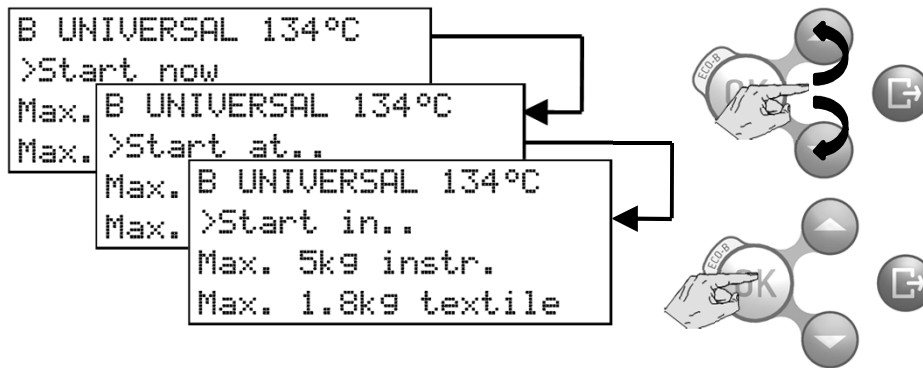 B UNIVERSAL 134°C
>Start now
Max.
Max.
B UNIVERSAL 134°C
>Start at..
Max.
Max.
B UNIVERSAL 134°C
>Start in..
Max. 5kg instr.
Max. 1.8kg textile
ECO-B
OK
ECO-B
OK